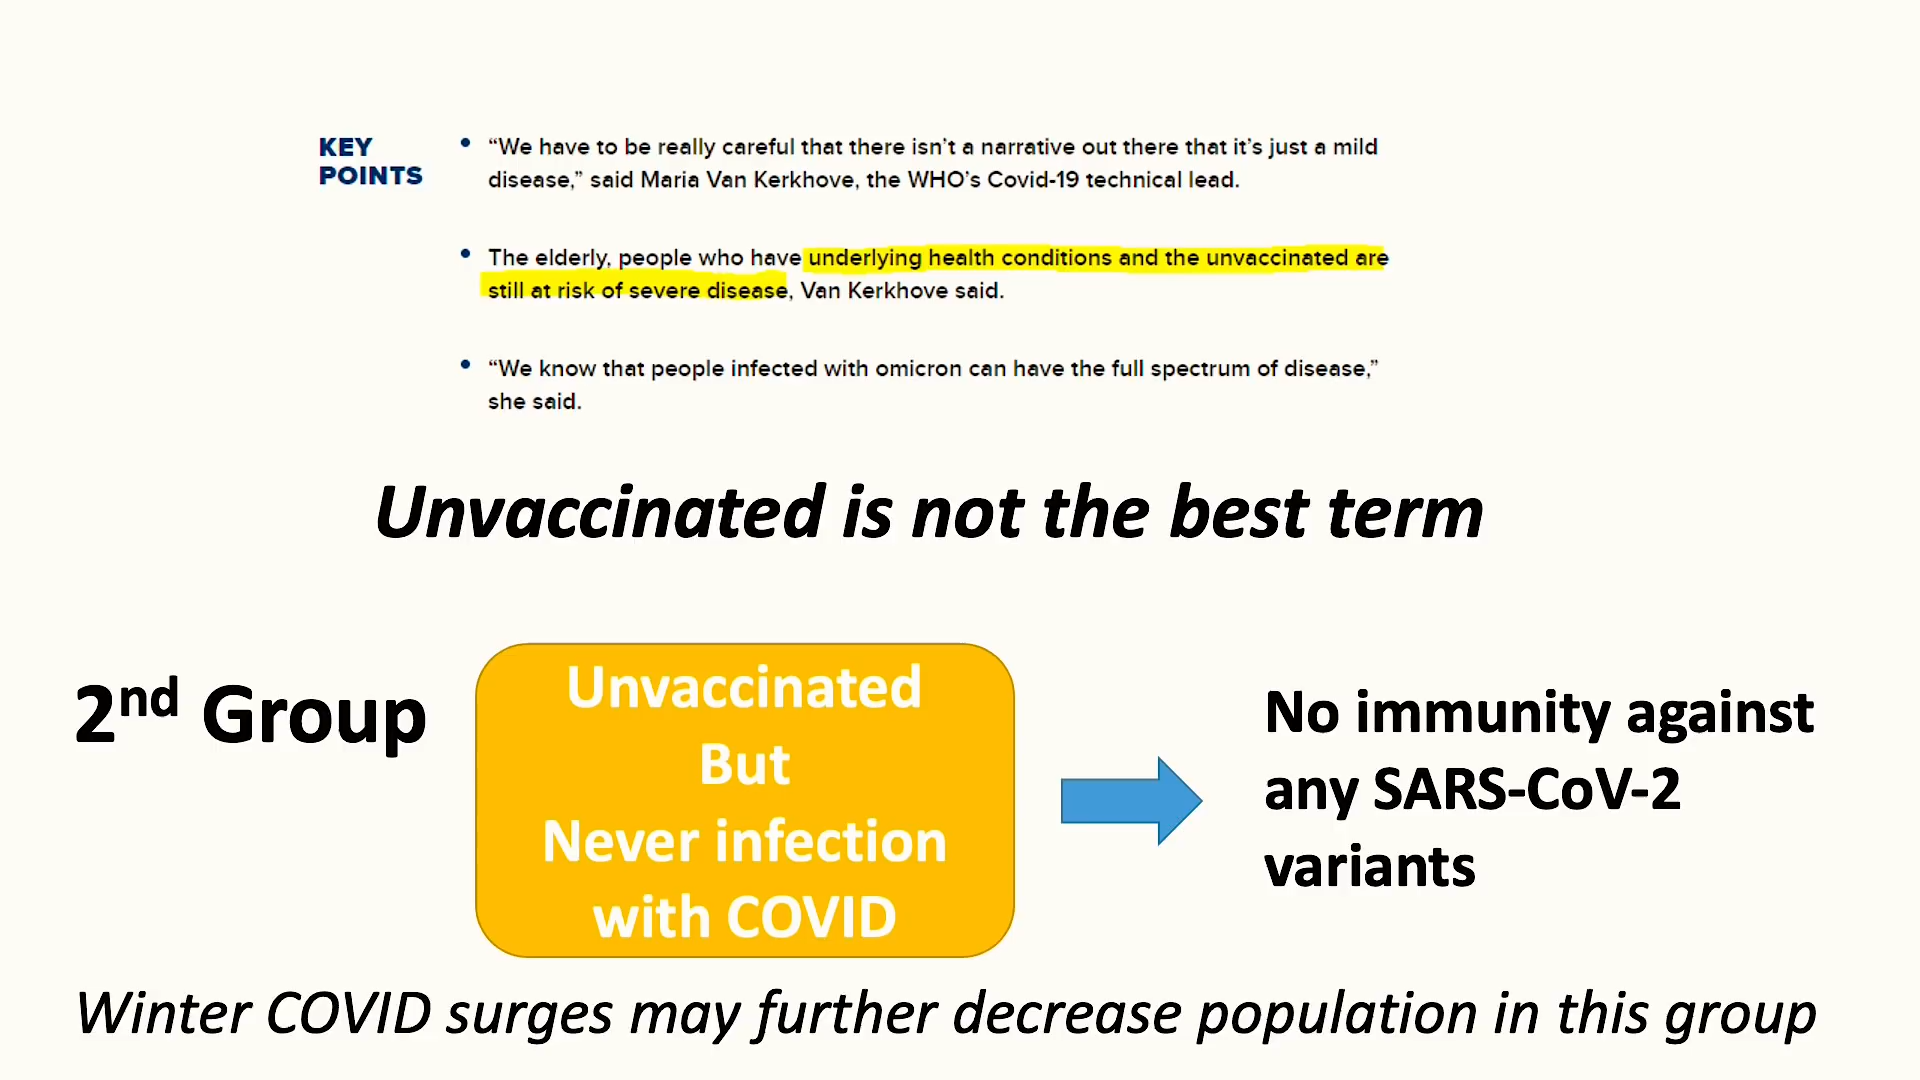 KEY
POINTS
• “We have to be really careful that there isn’t a narrative out there that it’s just a mild
disease,” said Maria Van Kerkhove, the WHO’s Covid-19 technical lead.
• The elderly, people who have underlying health conditions and the unvaccinated are
still at risk of severe disease, Van Kerkhove said.
• “We know that people infected with omicron can have the full spectrum of disease,”
she said.
Unvaccinated is not the best term
2nd Group
Unvaccinated
But
Never infection
with COVID
No immunity against
any SARS-CoV-2
variants
Winter COVID surges may further decrease population in this group